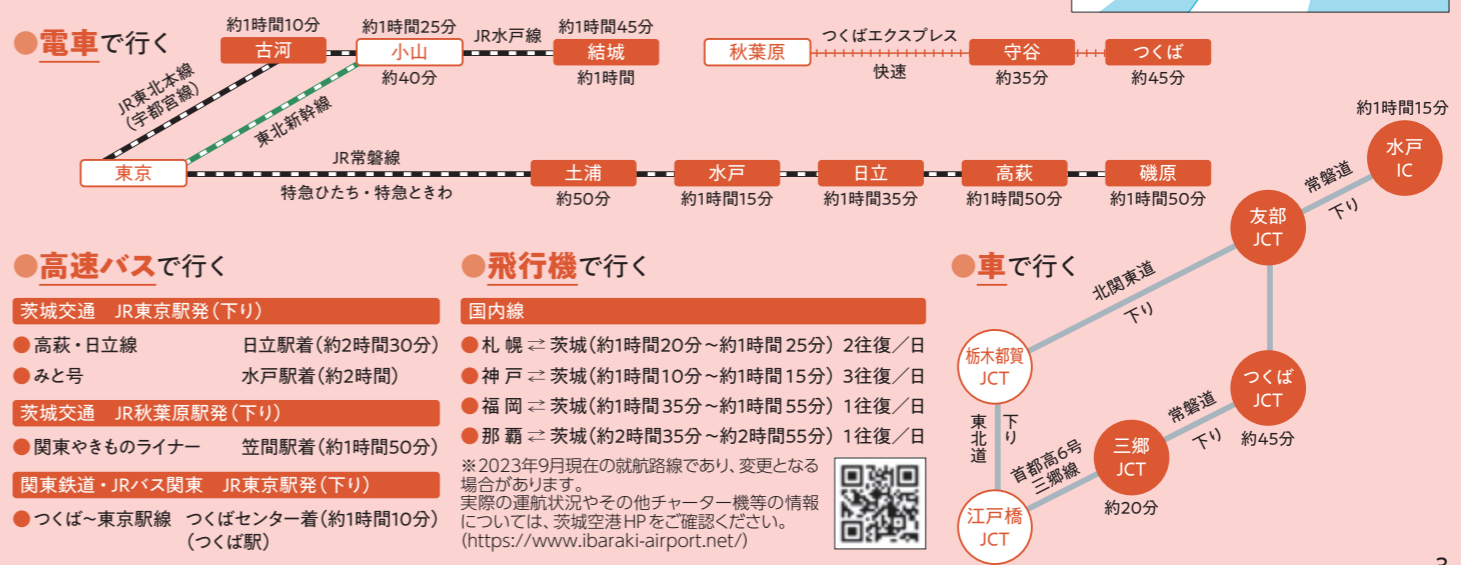 ●電車で行く
約1時間10分
古河
約1時間25分
小山
約40分
JR水戸線
約1時間45分
結城
約1時間
JR東北本線
(宇都宮線)
東北新幹線
東京
JR常磐線
特急ひたち・特急ときわ
土浦
約50分
水戸
約1時間15分
日立
約1時間35分
高萩
約1時間50分
磯原
約1時間50分
秋葉原
つくばエクスプレス
快速
守谷
約35分
つくば
約45分
●高速バスで行く
茨城交通 JR東京駅発(下り)
●高萩・日立線 日立駅着(約2時間30分)
●みと号 水戸駅着(約2時間)
茨城交通 JR秋葉原駅発(下り)
●関東やきものライナー 笠間駅着(約1時間50分)
関東鉄道・JRバス関東 JR東京駅発(下り)
●つくば~東京駅線 つくばセンター着(約1時間10分)
(つくば駅)
●飛行機で行く
国内線
●札幌⇄茨城(約1時間20分~約1時間25分) 2往復/日
●神戸⇄茨城(約1時間10分~約1時間15分) 3往復/日
●福岡⇄茨城(約1時間35分~約1時間55分) 1往復/日
●那覇⇄茨城(約2時間35分~約2時間55分) 1往復/日
※2023年9月現在の就航路線であり、変更となる
場合があります。
実際の運航状況やその他チャーター機等の情報
については、茨城空港HPをご確認ください。
(https://www.ibaraki-airport.net/)
●車で行く
約1時間15分
水戸
IC
常磐道
下り
友部
JCT
北関東道
下り
栃木都賀
JCT
つくば
JCT
約45分
常磐道
下り
東北道
下り
三郷
JCT
約20分
首都高6号
三郷線
江戸橋
JCT